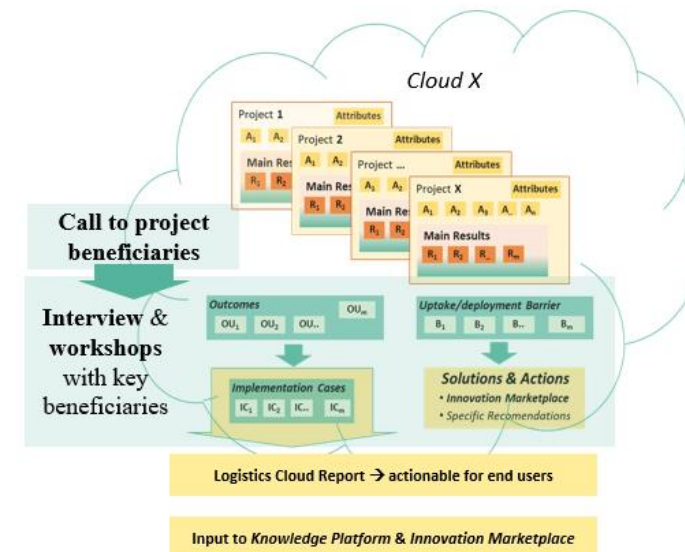 Cloud X
Project 1 Attributes
A1 A2
Main Res
R1 R2
Project 2 Attributes
A1 A2
Main Res
R1 R2
Project ... Attributes
A1 A2
Main Res
R1 R2
Project X Attributes
A1 A2 A3 A... An
Main Results
R1 R2 R... Rm
Call to project
beneficiaries
Interview &
workshops
with key
beneficiaries
Outcomes
OU1 OU2 OU.. OUm
Uptake/deployment Barrier
B1 B2 B.. Bm
Implementation Cases
IC1 IC2 IC... ICm
Solutions & Actions
• Innovation Marketplace
• Specific Recomendations
Logistics Cloud Report → actionable for end users
Input to Knowledge Platform & Innovation Marketplace